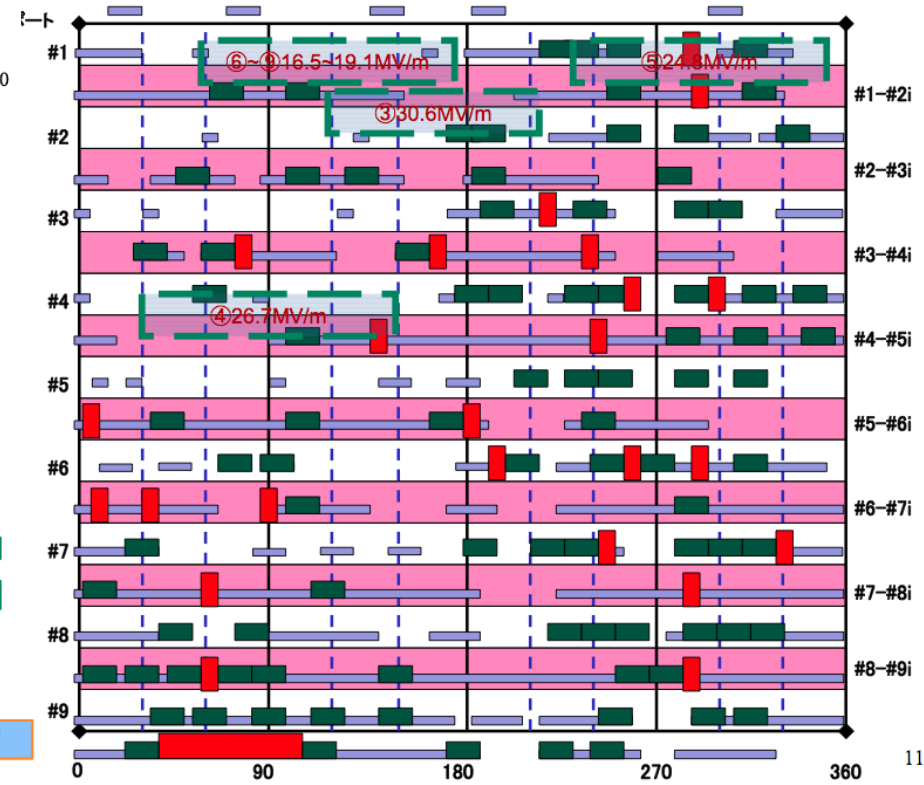 ポート
#1
⑥~⑨16.5~19.1MV/m
⑤24.8MV/m
0
#1-#2i
③30.6MV/m
#2
#2-#3i
#3
#3-#4i
#4
④26.7MV/m
#4-#5i
#5
#5-#6i
#6
#6-#7i
#7
#7-#8i
#8
#8-#9i
#9
0 90 180 270 360
11